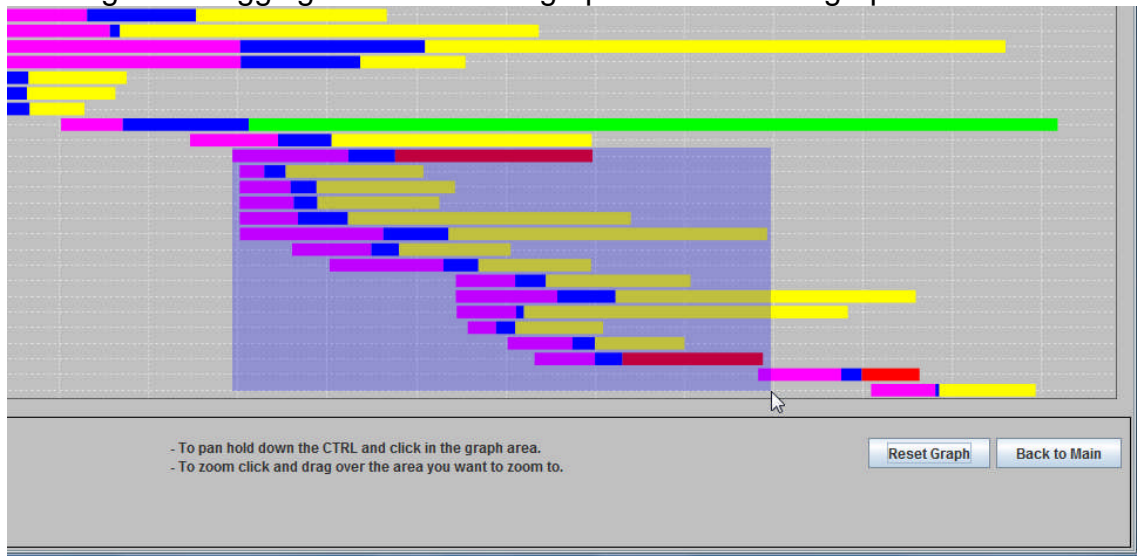 - To pan hold down the CTRL and click in the graph area.
- To zoom click and drag over the area you want to zoom to.
Reset Graph Back to Main